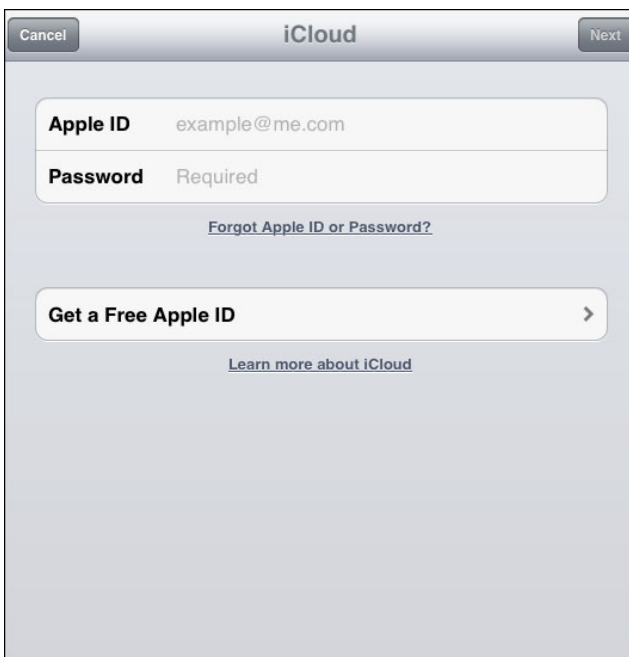 Cancel iCloud Next
Apple ID example@me.com
Password Required
Forgot Apple ID or Password?
Get a Free Apple ID
Learn more about iCloud